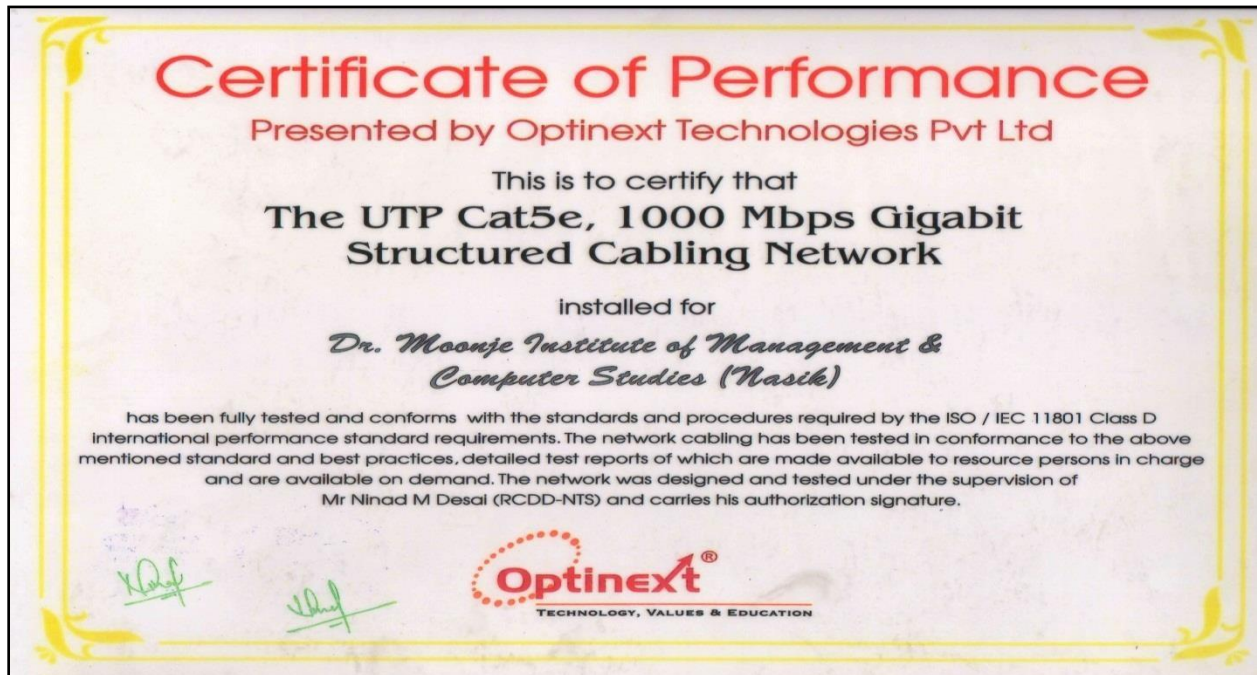 Certificate of Performance
Presented by Optinext Technologies Pvt Ltd
This is to certify that
The UTP Cat5e, 1000 Mbps Gigabit
Structured Cabling Network
installed for
Dr. Moonje Institute of Management &
Computer Studies (Nasik)
has been fully tested and conforms with the standards and procedures required by the ISO / IEC 11801 Class D
international performance standard requirements. The network cabling has been tested in conformance to the above
mentioned standard and best practices, detailed test reports of which are made available to resource persons in charge
and are available on demand. The network was designed and tested under the supervision of
Mr Ninad M Desai (RCDD-NTS) and carries his authorization signature.
Optinext®
TECHNOLOGY, VALUES & EDUCATION